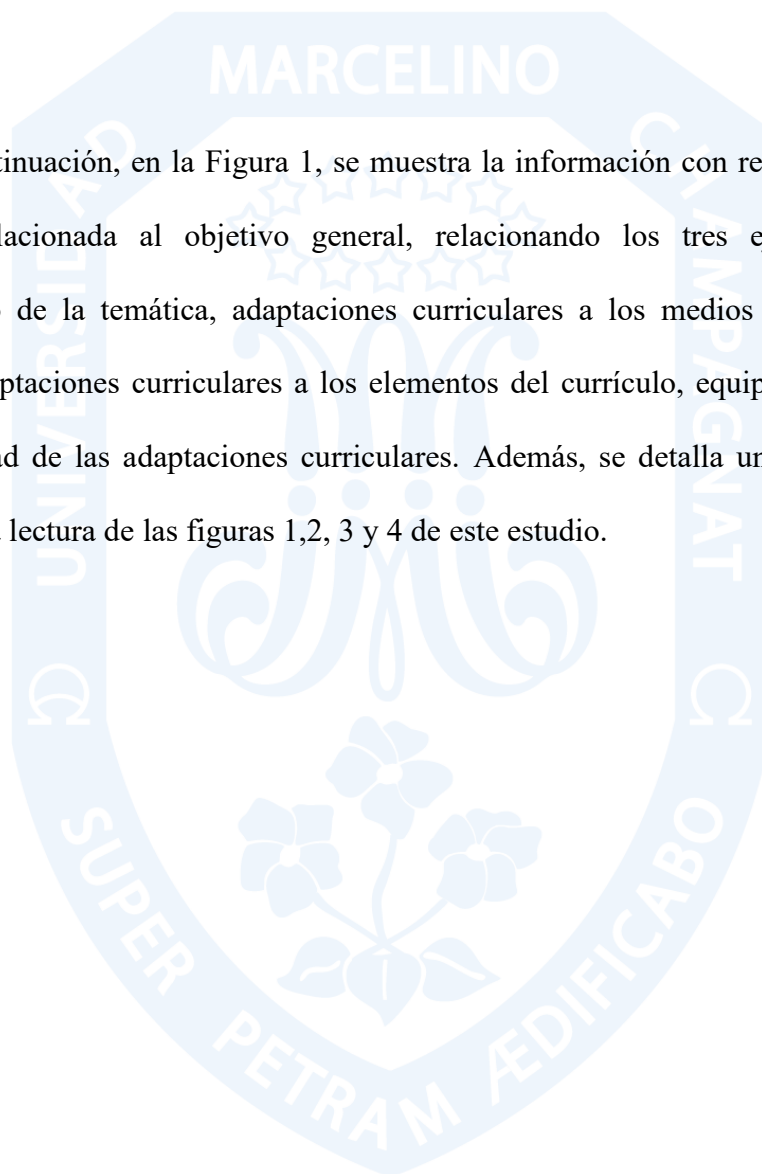 MARCELINO
UNIVERSIDAD
CHAMPAGNAT
tinuación, en la Figura 1, se muestra la información con re
lacionada al objetivo general, relacionando los tres e
de la temática, adaptaciones curriculares a los medios
ptaciones curriculares a los elementos del currículo, equip
ad de las adaptaciones curriculares. Además, se detalla un
lectura de las figuras 1,2, 3 y 4 de este estudio.
Ω
Ω
SUPER PETRAM ÆDIFICABO